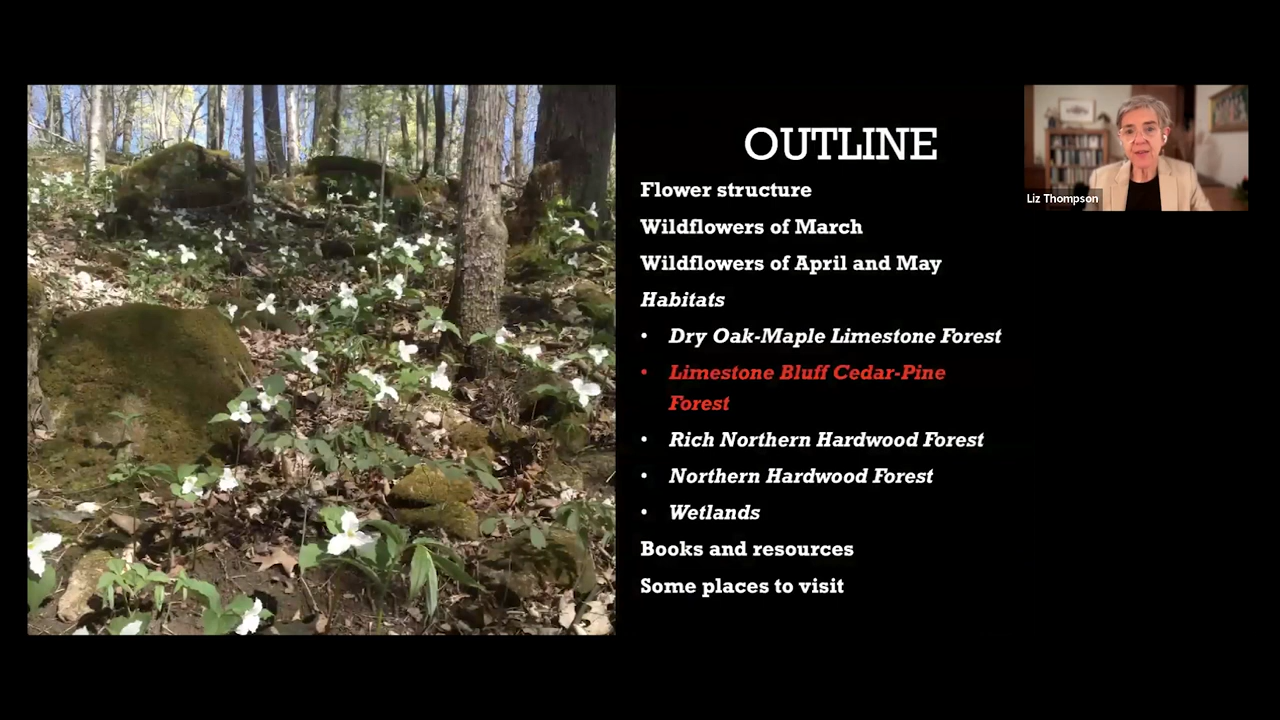 OUTLINE
Flower structure
Wildflowers of March
Wildflowers of April and May
Habitats
• Dry Oak-Maple Limestone Forest
• Limestone Bluff Cedar-Pine
Forest
• Rich Northern Hardwood Forest
• Northern Hardwood Forest
• Wetlands
Books and resources
Some places to visit
Liz Thompson